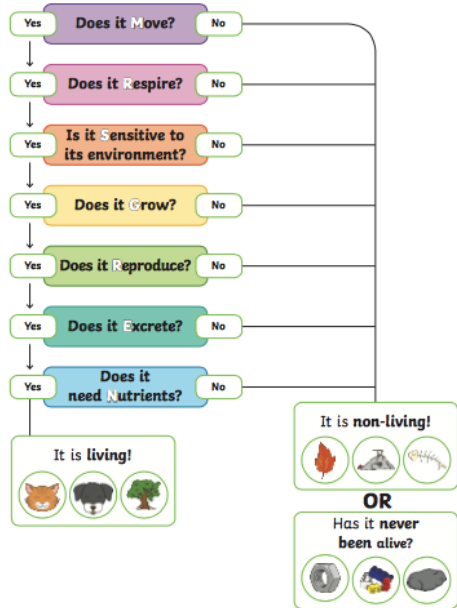 Yes Does it Move? No
Yes Does it Respire? No
Is it Sensitive to
Yes its environment? No
Yes Does it Grow? No
Yes Does it Reproduce? No
Yes Does it Excrete? No
Does it
Yes need Nutrients? No
It is living!
It is non-living!
OR
Has it never
been alive?